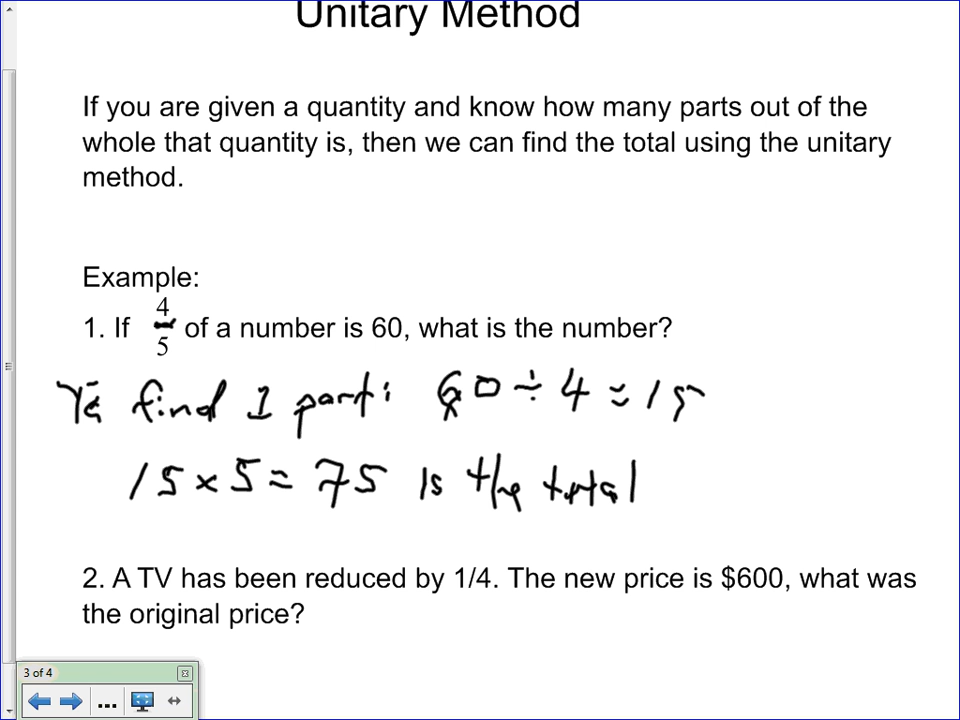 Unitary Method
If you are given a quantity and know how many parts out of the
whole that quantity is, then we can find the total using the unitary
method.
Example:
1. If 4/5 of a number is 60, what is the number?
find 1 part: 60 ÷ 4 = 15
15 × 5 = 75 is the total
2. A TV has been reduced by 1/4. The new price is $600, what was
the original price?
3 of 4
...